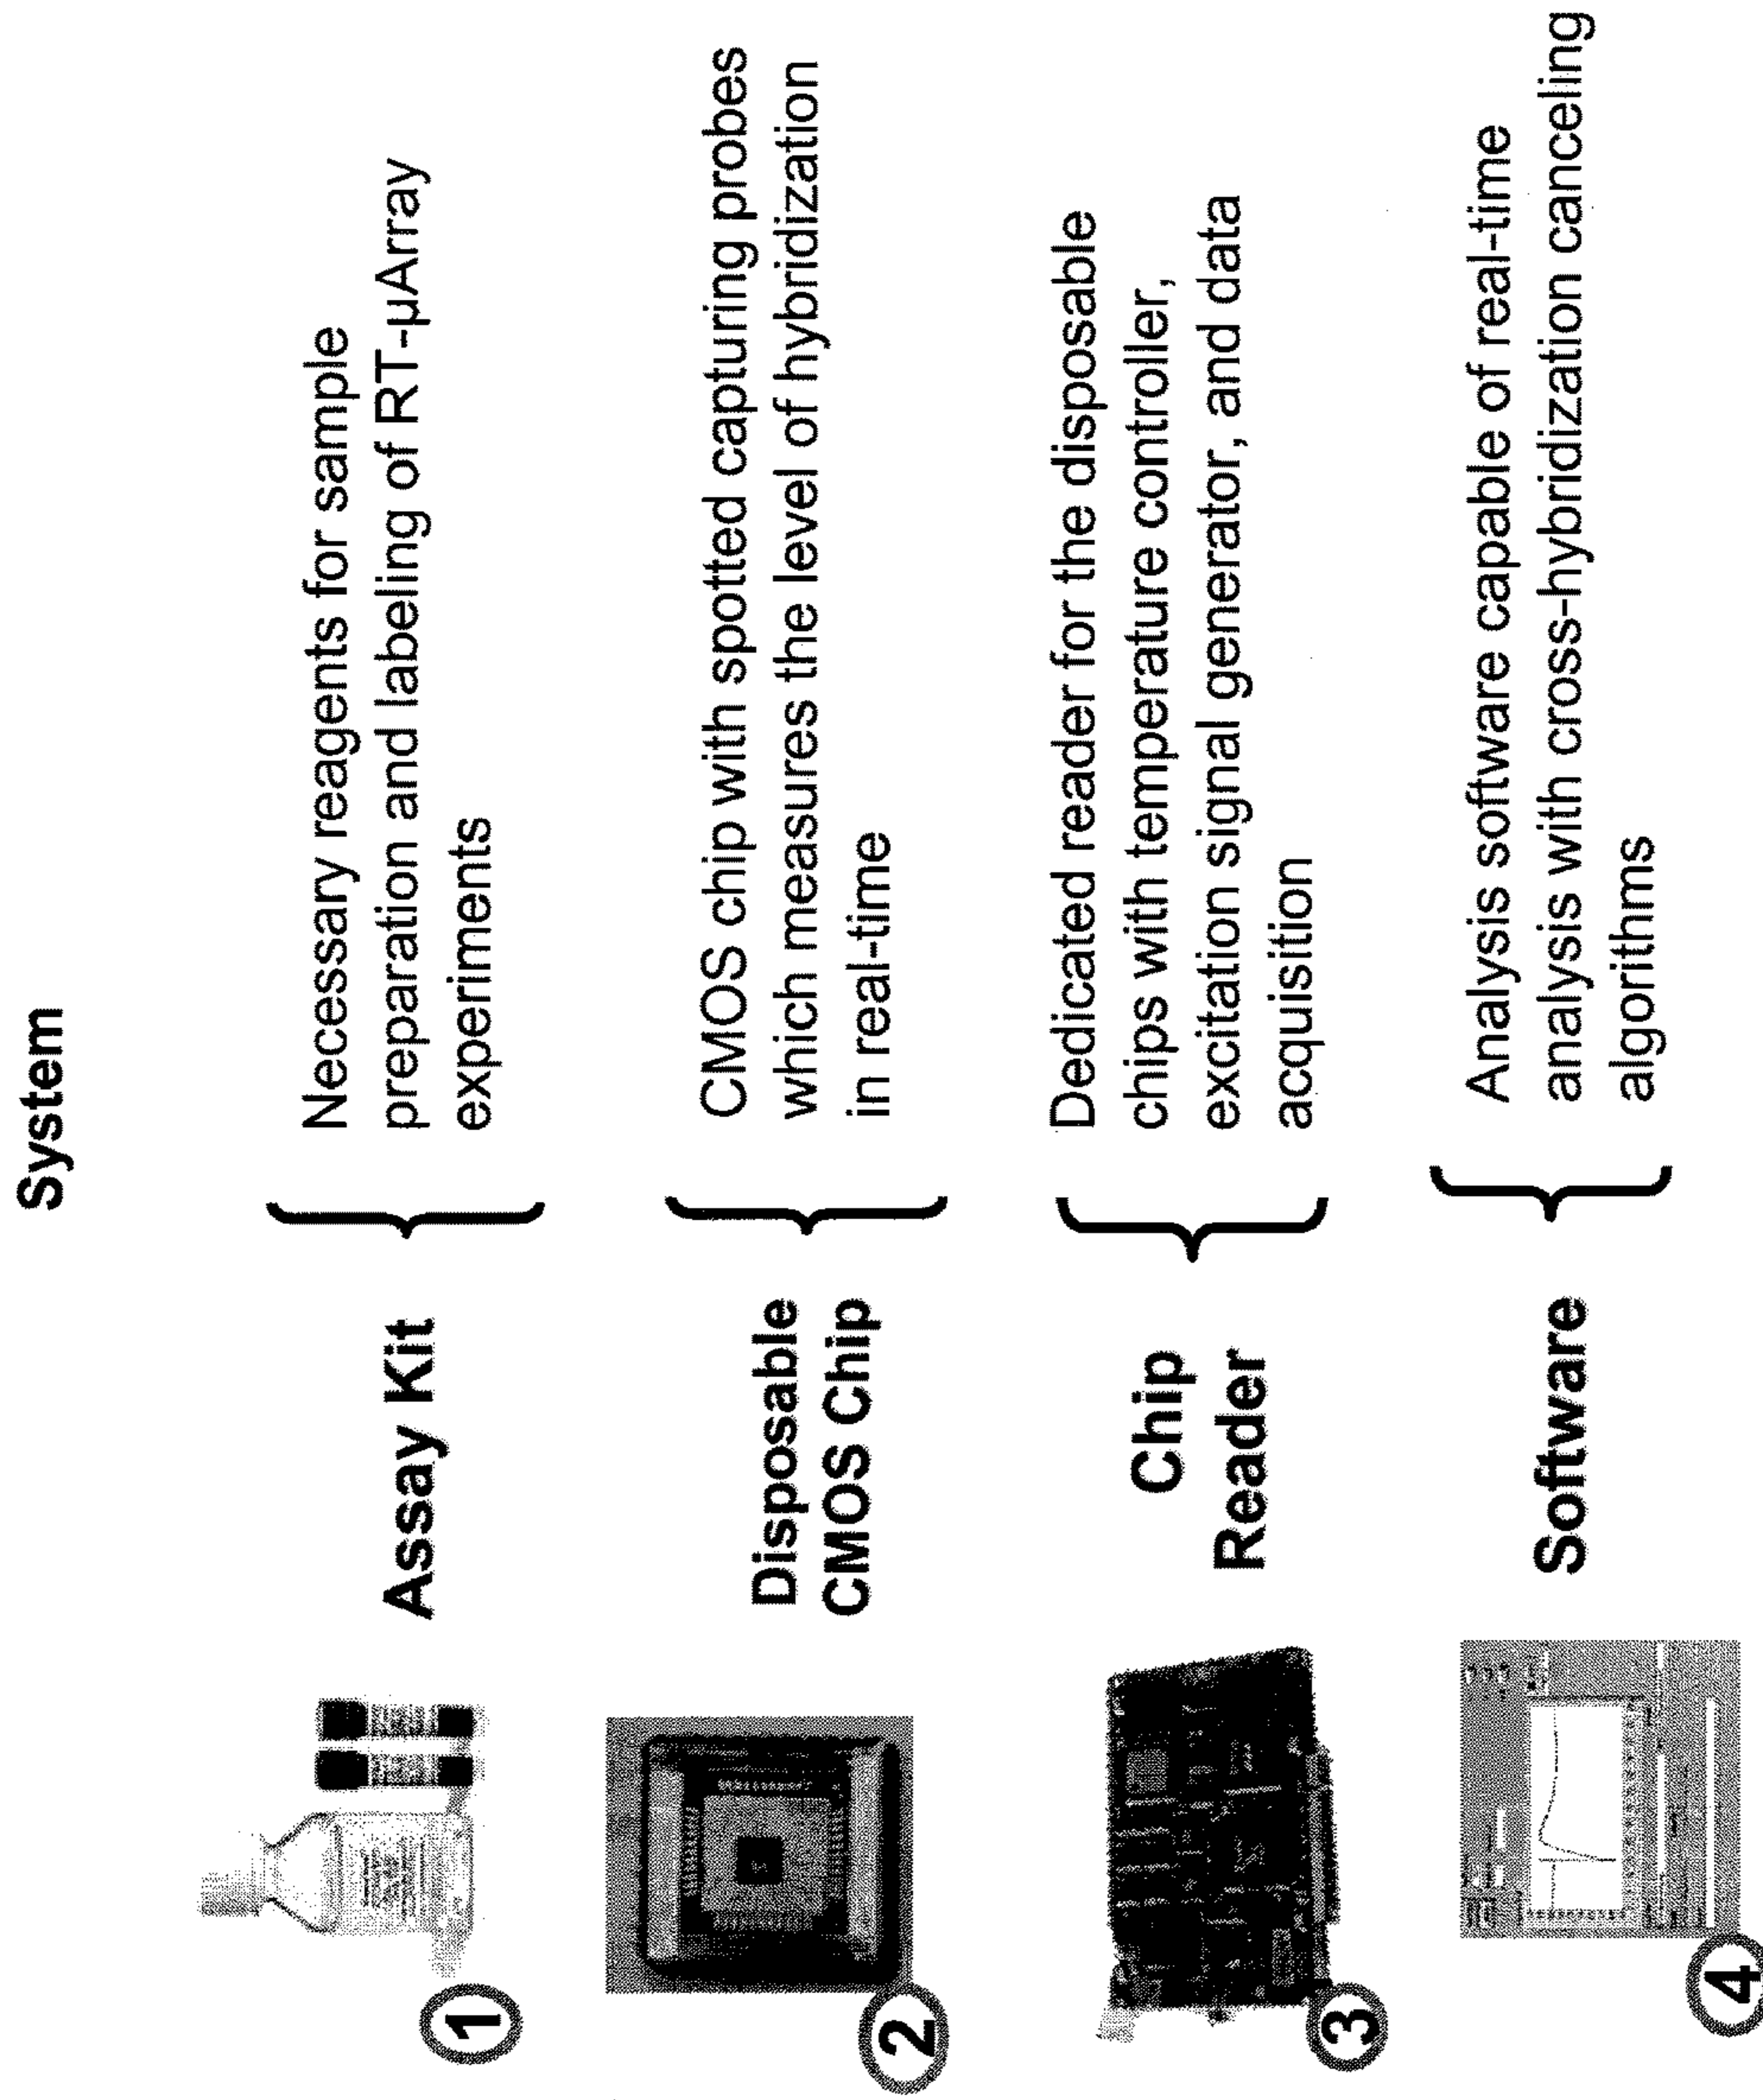 System
1
Assay Kit
Necessary reagents for sample
preparation and labeling of RT-µArray
experiments
2
Disposable
CMOS Chip
CMOS chip with spotted capturing probes
which measures the level of hybridization
in real-time
3
Chip
Reader
Dedicated reader for the disposable
chips with temperature controller,
excitation signal generator, and data
acquisition
4
Software
Analysis software capable of real-time
analysis with cross-hybridization canceling
algorithms